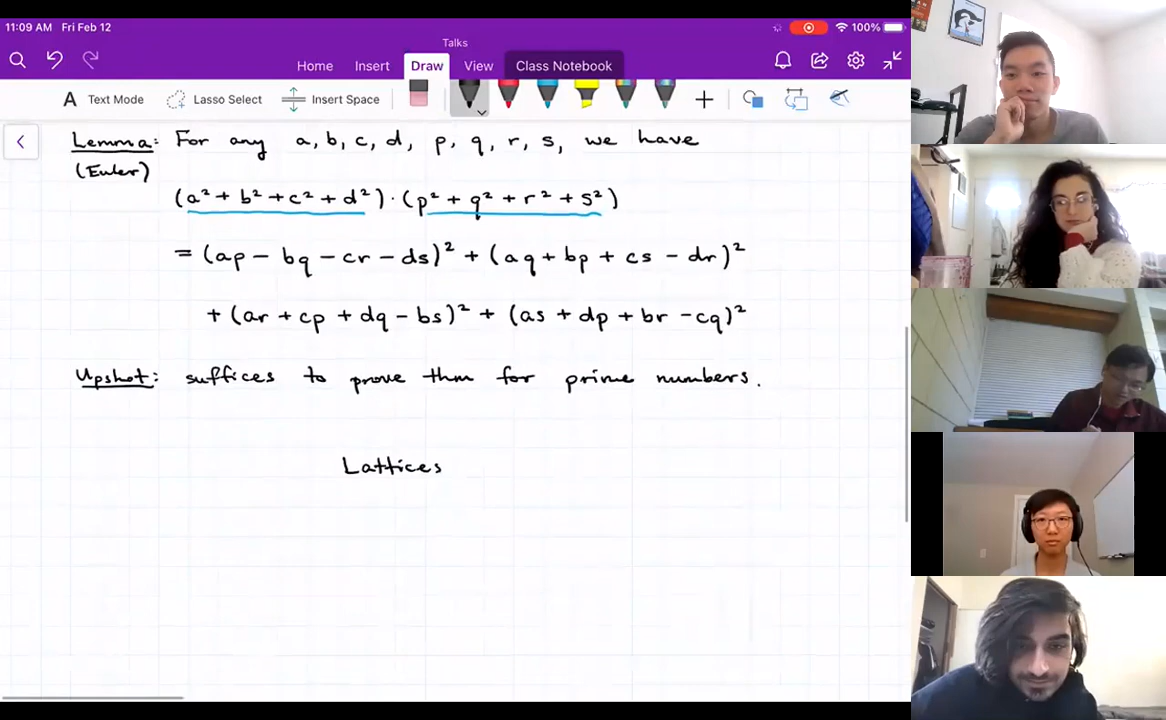 11:09 AM Fri Feb 12
100%
Talks
Home Insert Draw View Class Notebook
A Text Mode Lasso Select Insert Space
Lemma: For any a, b, c, d, p, q, r, s, we have
(Euler)
(a² + b² + c² + d²) · (p² + q² + r² + s²)
= (ap - bq - cr - ds)² + (aq + bp + cs - dr)²
+ (ar + cp + dq - bs)² + (as + dp + br - cq)²
Upshot: suffices to prove thm for prime numbers.
Lattices